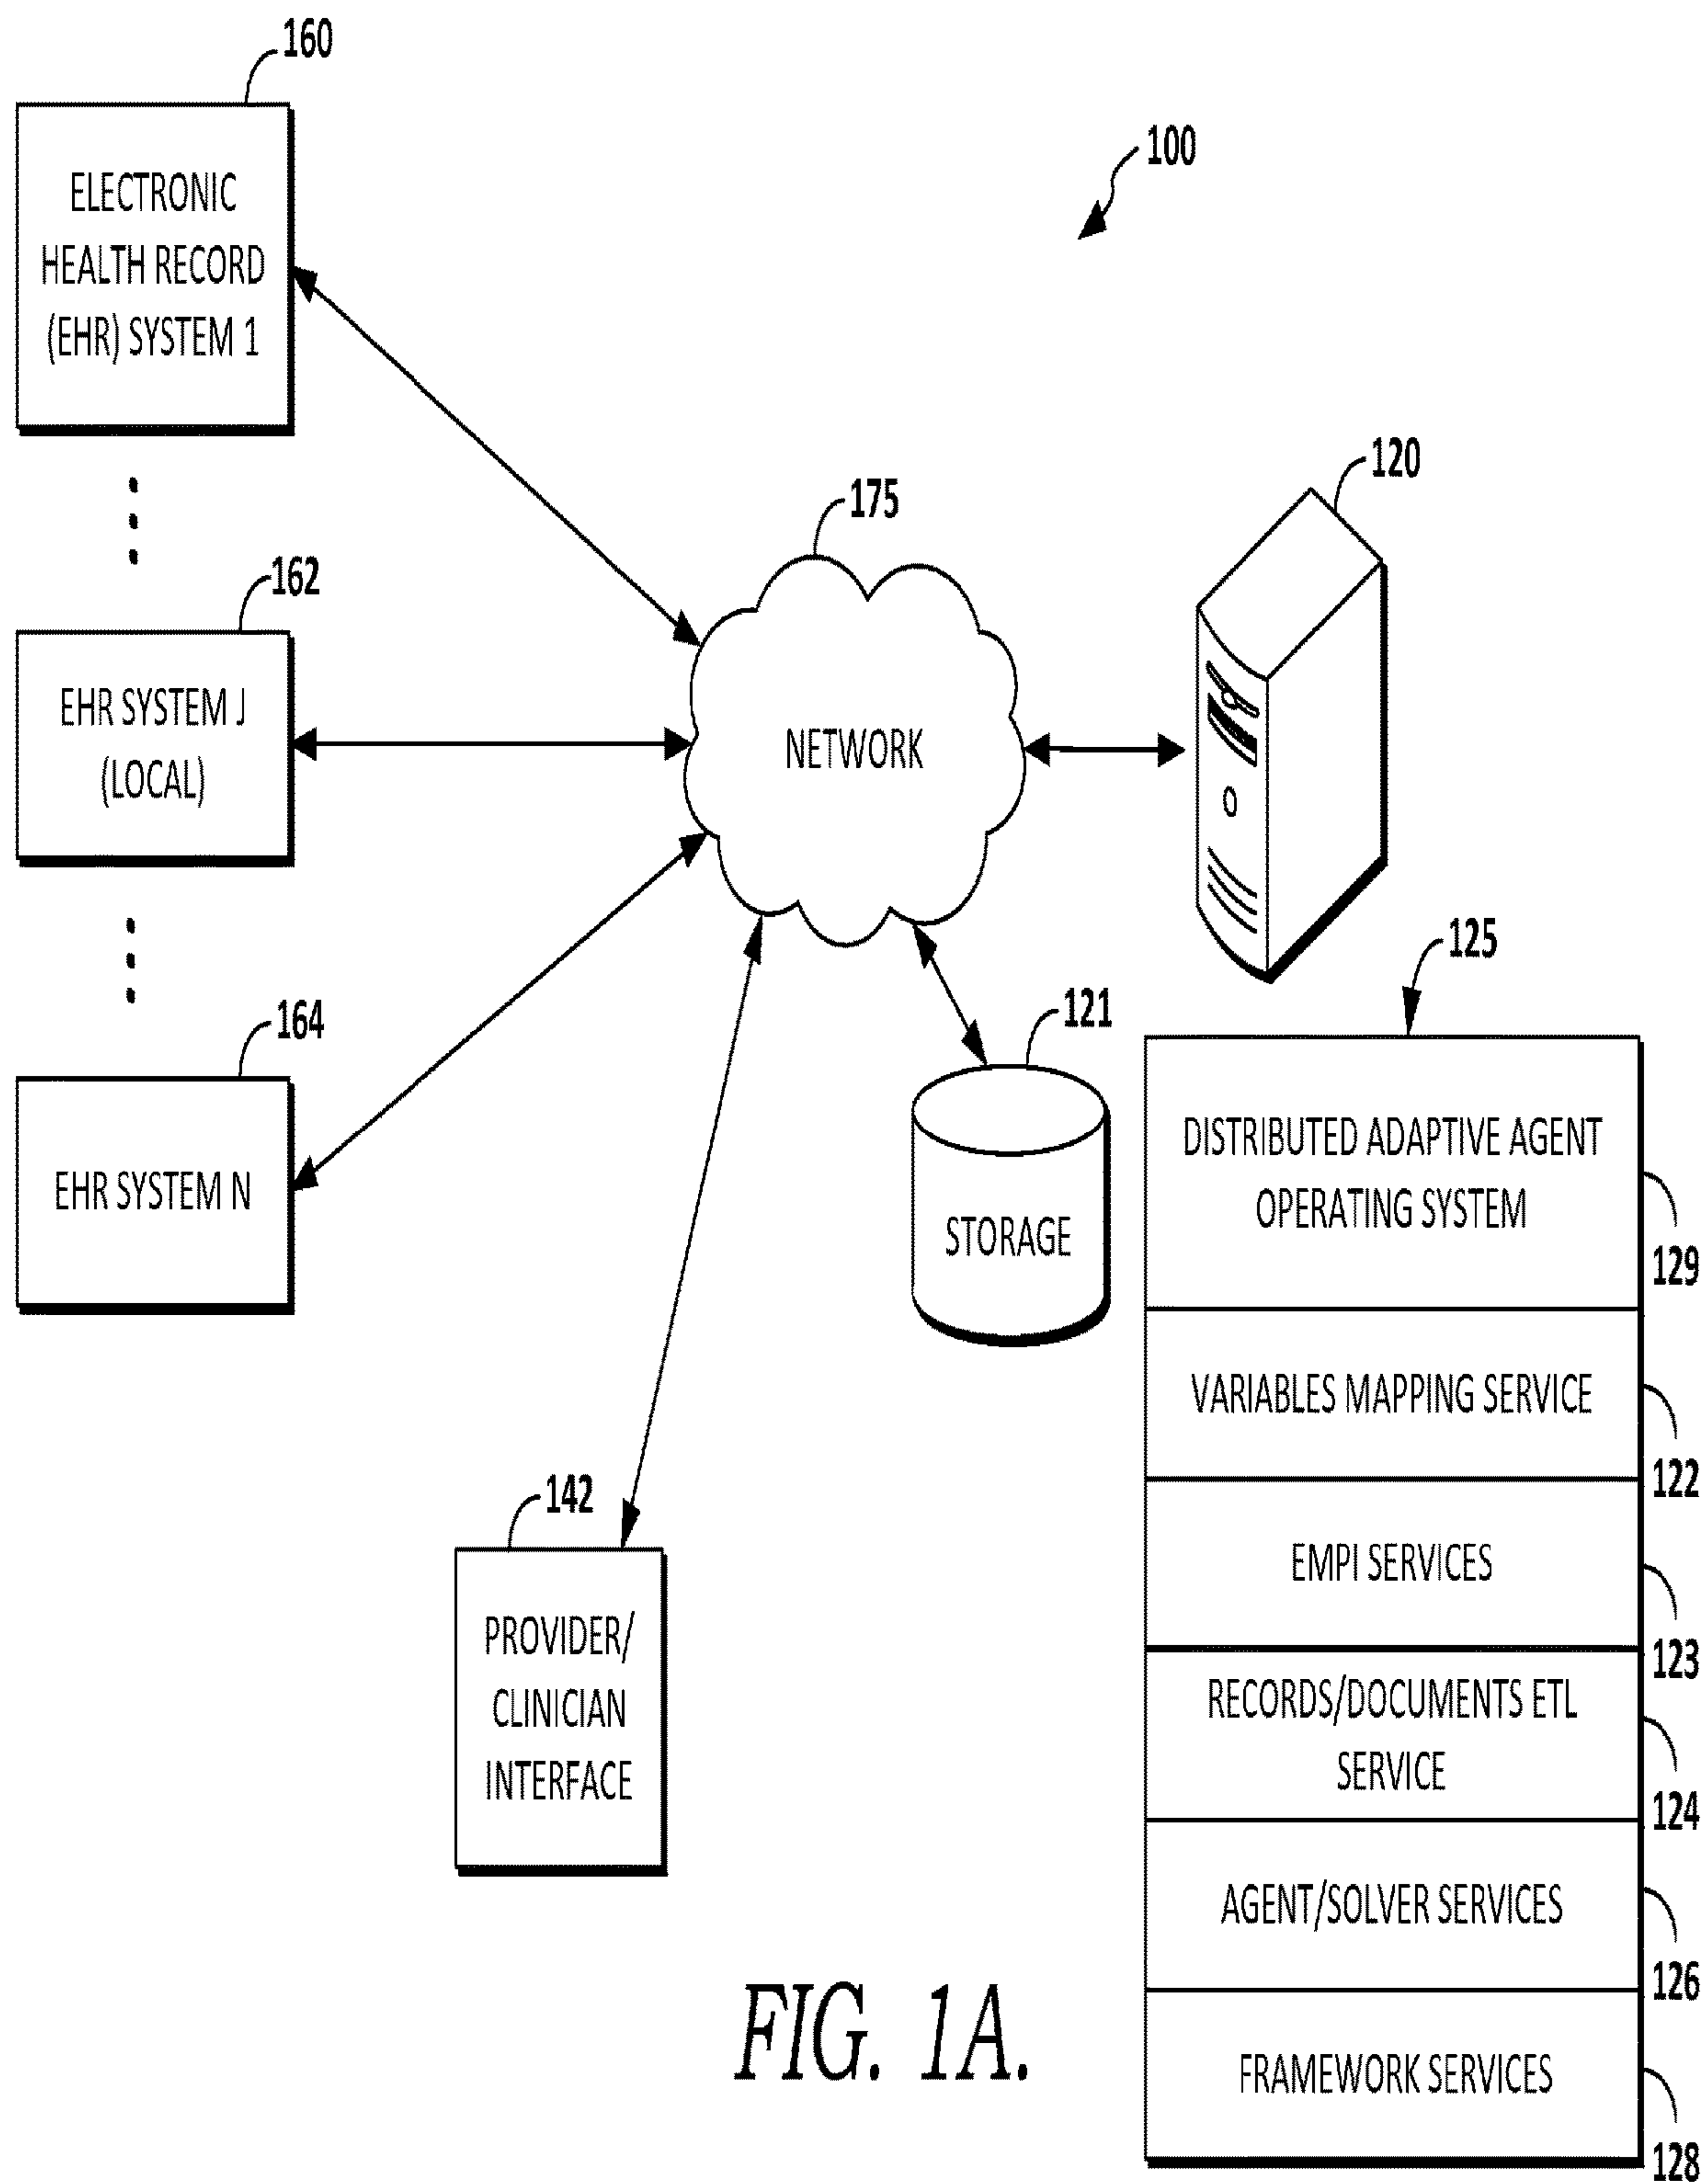 160
ELECTRONIC
HEALTH RECORD
(EHR) SYSTEM 1
100
162
EHR SYSTEM J
(LOCAL)
164
EHR SYSTEM N
175
NETWORK
120
121
STORAGE
142
PROVIDER/
CLINICIAN
INTERFACE
125
DISTRIBUTED ADAPTIVE AGENT
OPERATING SYSTEM
129
VARIABLES MAPPING SERVICE
122
EMPI SERVICES
123
RECORDS/DOCUMENTS ETL
SERVICE
124
AGENT/SOLVER SERVICES
126
FRAMEWORK SERVICES
128
FIG. 1A.